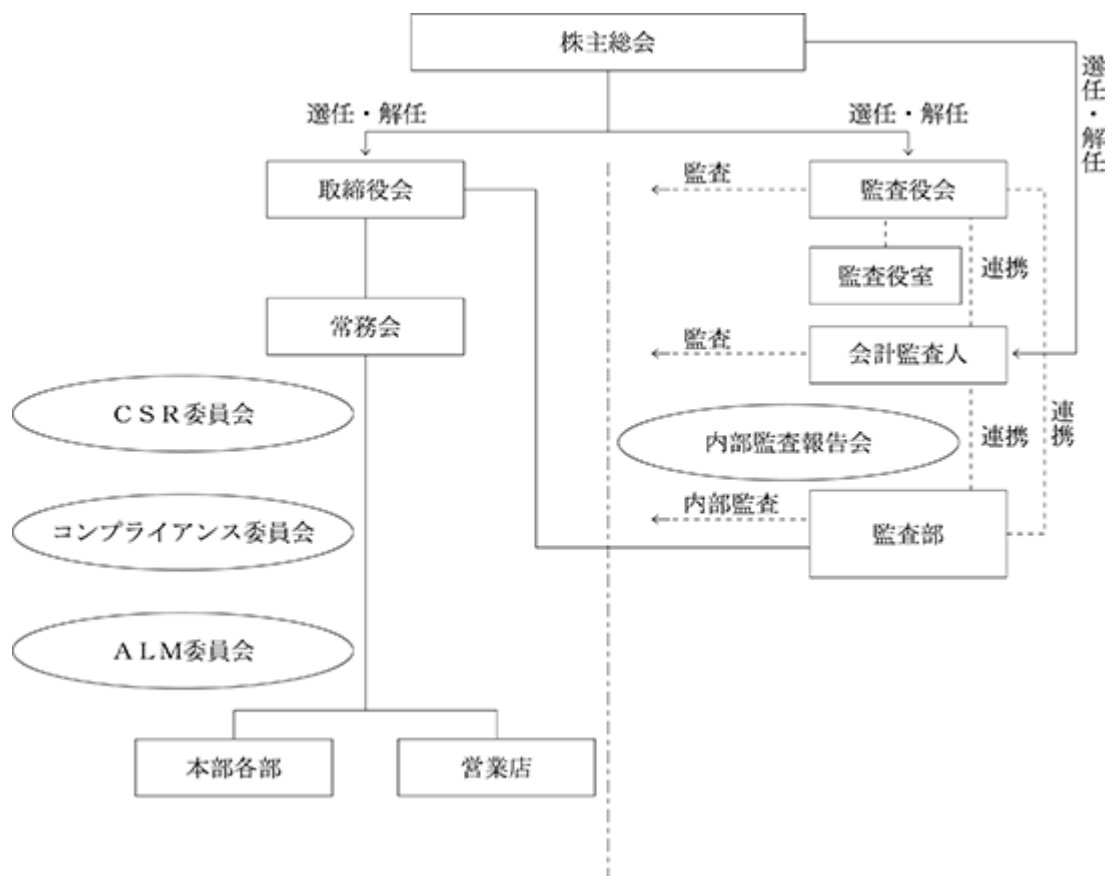 株主総会
選任・解任
選任・解任
選任・解任
取締役会
監査
監査役会
監査役室
連携
常務会
監査
会計監査人
CSR委員会
内部監査報告会
連携
連携
コンプライアンス委員会
内部監査
監査部
ALM委員会
本部各部
営業店